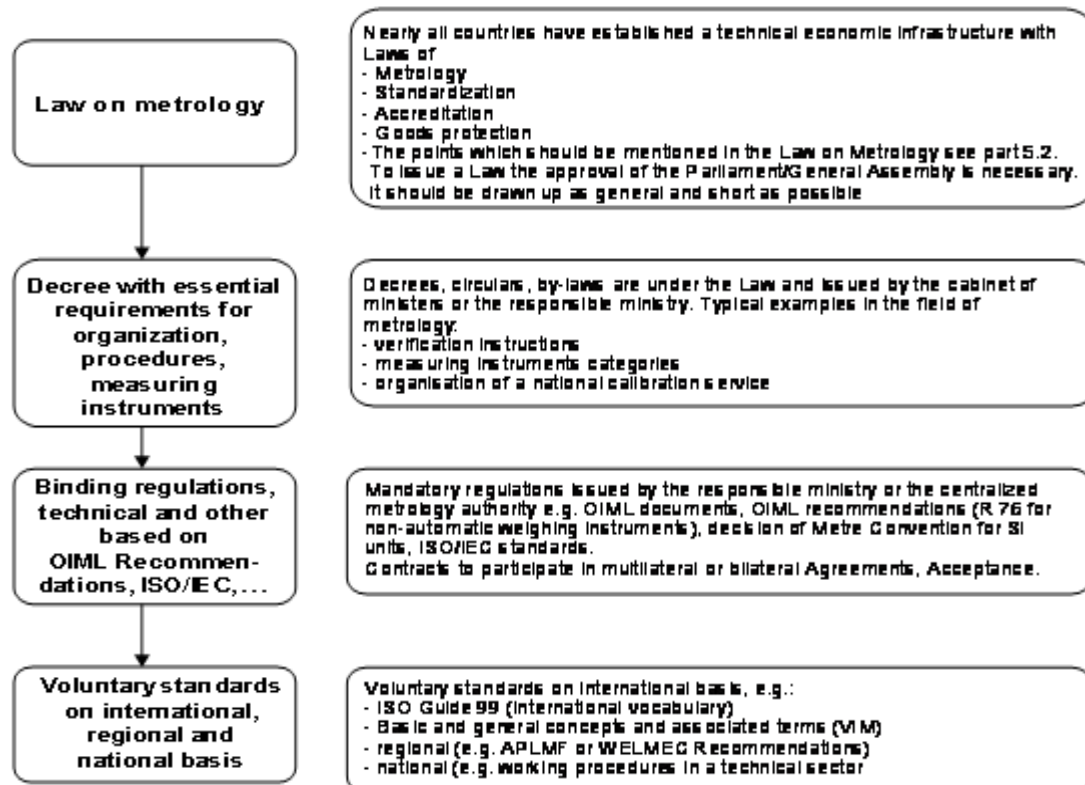 Law on metrology
Nearly all countries have established a technical economic infrastructure with
Laws of
- Metrology
- Standardization
- Accreditation
- Goods protection
- The points which should be mentioned in the Law on Metrology see part 5.2.
To issue a Law the approval of the Parliament/General Assembly is necessary.
It should be drawn up as general and short as possible
Decree with essential
requirements for
organization,
procedures,
measuring
instruments
Decrees, circulars, by-laws are under the Law and issued by the cabinet of
ministers or the responsible ministry. Typical examples in the field of
metrology:
- verification instructions
- measuring instruments categories
- organisation of a national calibration service
Binding regulations,
technical and other
based on
OIML Recommen-
dations, ISO/IEC,...
Mandatory regulations issued by the responsible ministry or the centralized
metrology authority e.g. OIML documents, OIML recommendations (R 76 for
non-automatic weighing instruments), decision of Metre Convention for SI
units, ISO/IEC standards.
Contracts to participate in multilateral or bilateral Agreements, Acceptance.
Voluntary standards
on international,
regional and
national basis
Voluntary standards on international basis, e.g.:
- ISO Guide 99 (international vocabulary)
- Basic and general concepts and associated terms (VIM)
- regional (e.g. APLMF or WELMEC Recommendations)
- national (e.g. working procedures in a technical sector